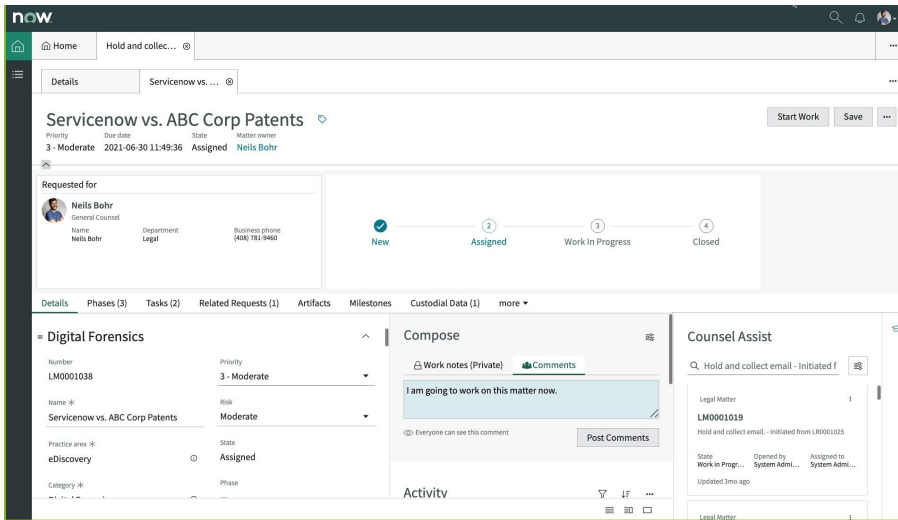 now
Home
Hold and collec...
Details
Servicenow vs. ...
Servicenow vs. ABC Corp Patents
Start Work
Save
Priority
Due date
State
Matter owner
3 - Moderate
2021-06-30 11:49:36
Assigned
Neils Bohr
Requested for
Neils Bohr
General Counsel
Name
Department
Business phone
Neils Bohr
Legal
(408) 781-9460
New
2
Assigned
3
Work In Progress
4
Closed
Details
Phases (3)
Tasks (2)
Related Requests (1)
Artifacts
Milestones
Custodial Data (1)
more
Digital Forensics
Number
LM0001038
Priority
3 - Moderate
Name
Servicenow vs. ABC Corp Patents
Risk
Moderate
Practice area
eDiscovery
State
Assigned
Category
Phase
Compose
Work notes (Private)
Comments
I am going to work on this matter now.
Everyone can see this comment
Post Comments
Activity
Counsel Assist
Hold and collect email - Initiated f
Legal Matter
LM0001019
Hold and collect email. - Initiated from LR0001025
State
Opened by
Assigned to
Work in Progr...
System Admi...
System Admi...
Updated 3mo ago
Legal Matter